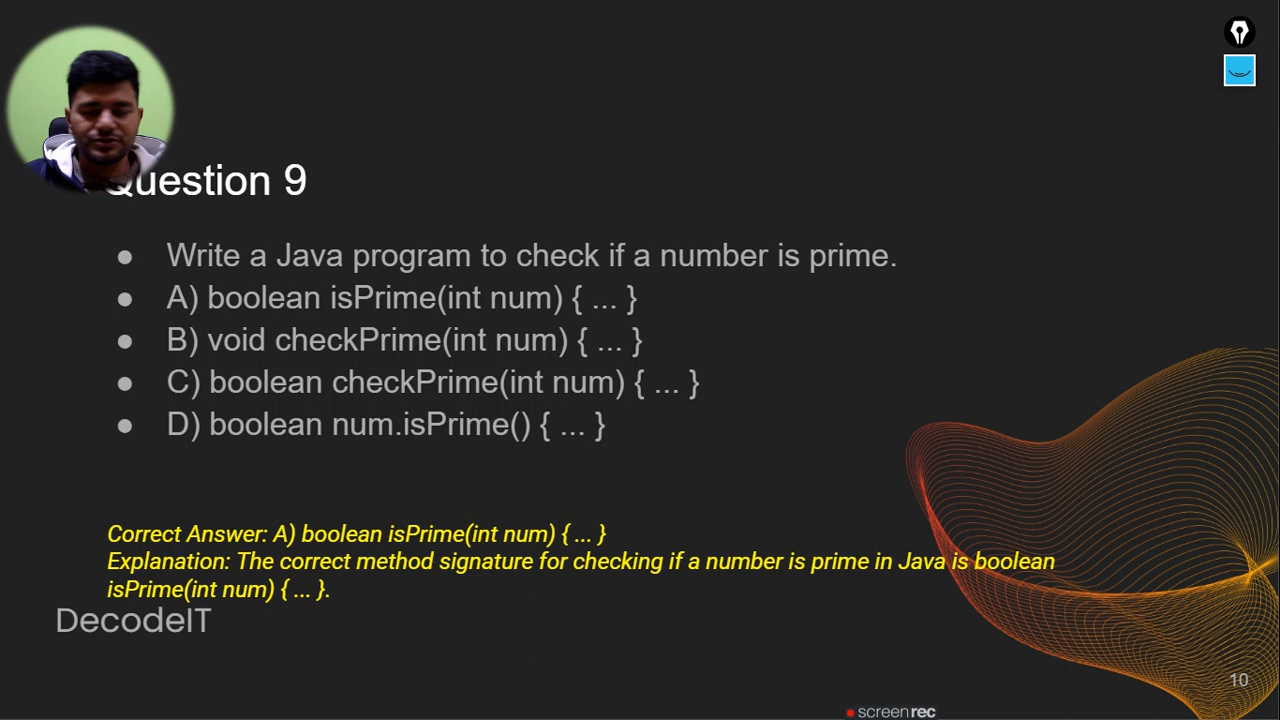 Question 9
● Write a Java program to check if a number is prime.
● A) boolean isPrime(int num) { ... }
● B) void checkPrime(int num) { ... }
● C) boolean checkPrime(int num) { ... }
● D) boolean num.isPrime() { ... }
Correct Answer: A) boolean isPrime(int num) { ... }
Explanation: The correct method signature for checking if a number is prime in Java is boolean
isPrime(int num) { ... }.
DecodeIT
10
screenrec